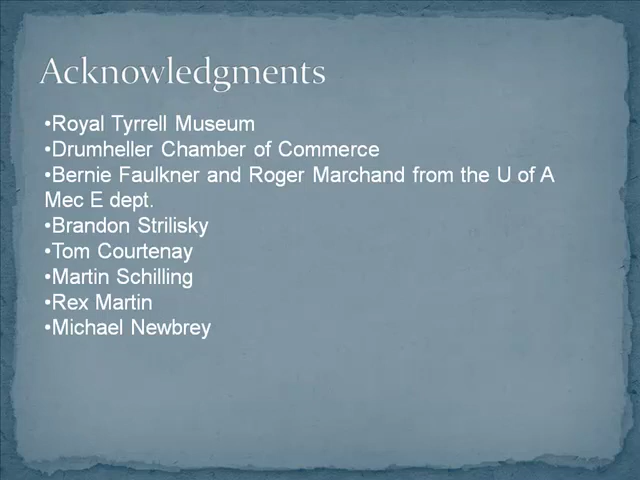 Acknowledgments
•Royal Tyrrell Museum
•Drumheller Chamber of Commerce
•Bernie Faulkner and Roger Marchand from the U of A
Mec E dept.
•Brandon Strilisky
•Tom Courtenay
•Martin Schilling
•Rex Martin
•Michael Newbrey